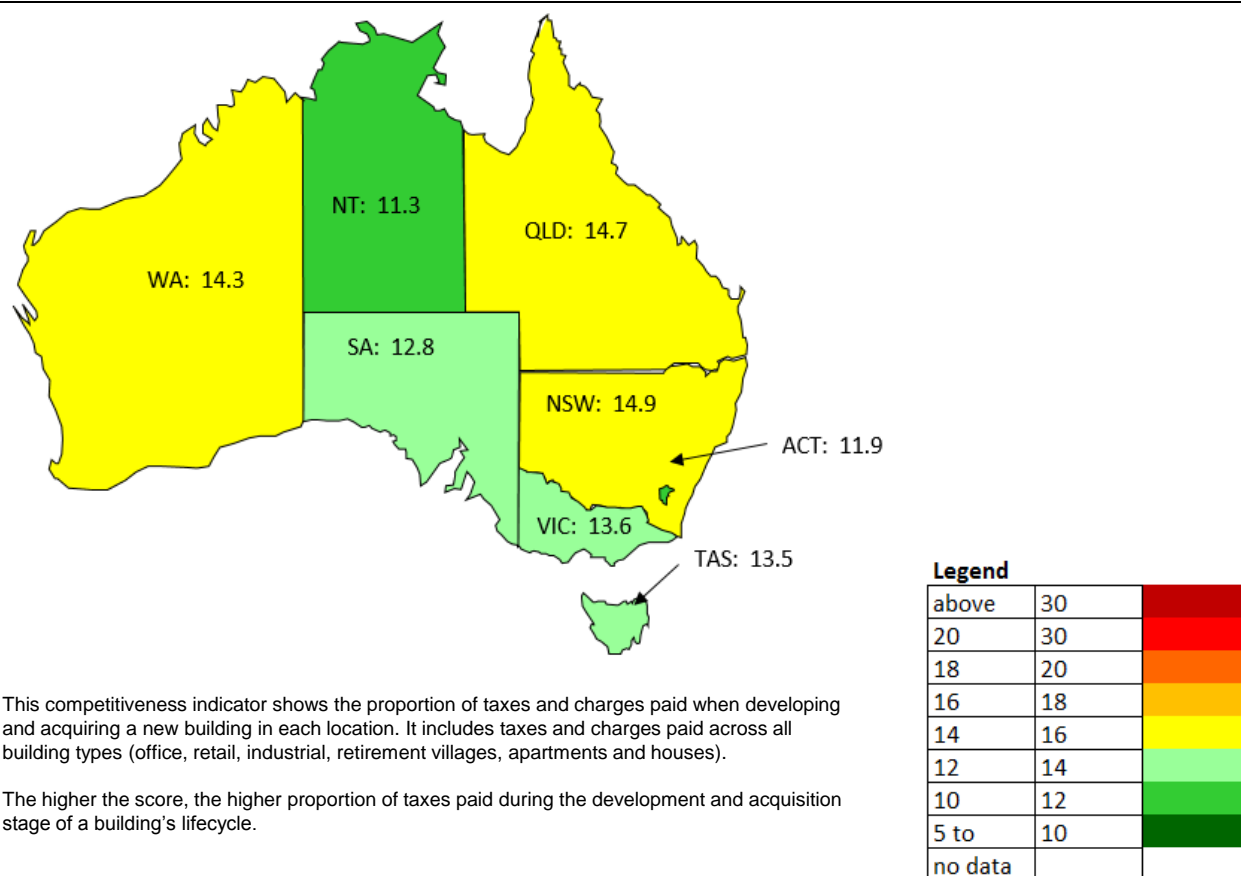 NT: 11.3
QLD: 14.7
WA: 14.3
SA: 12.8
NSW: 14.9
ACT: 11.9
VIC: 13.6
TAS: 13.5
Legend
above 30
20 30
18 20
16 18
14 16
12 14
10 12
5 to 10
no data
This competitiveness indicator shows the proportion of taxes and charges paid when developing
and acquiring a new building in each location. It includes taxes and charges paid across all
building types (office, retail, industrial, retirement villages, apartments and houses).
The higher the score, the higher proportion of taxes paid during the development and acquisition
stage of a building’s lifecycle.